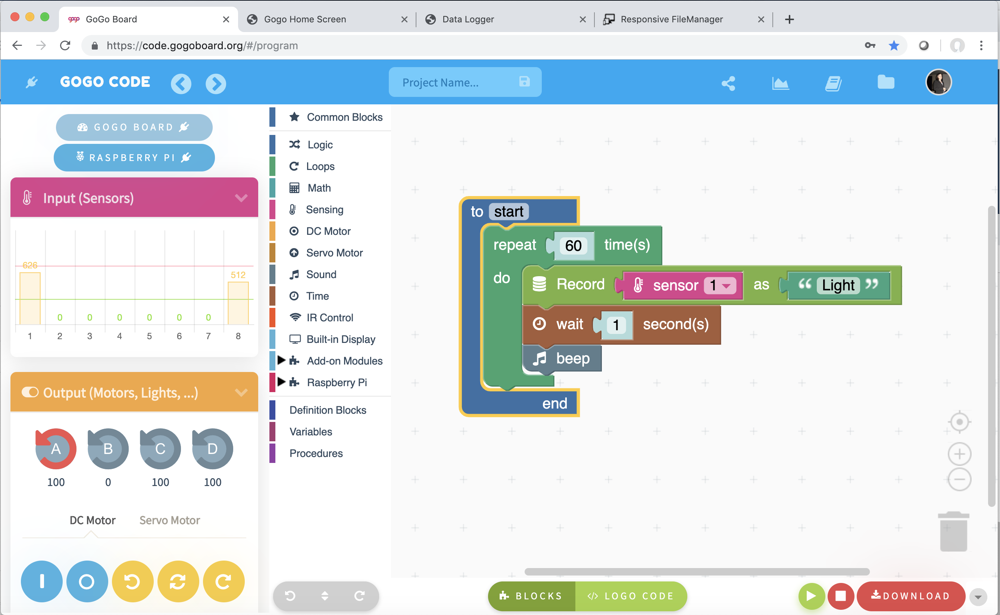 gogo GoGo Board
Gogo Home Screen
Data Logger
Responsive FileManager
https://code.gogoboard.org/#/program
GOGO CODE
Project Name...
GOGO BOARD
RASPBERRY PI
Input (Sensors)
626
512
0 0 0 0 0 0
1 2 3 4 5 6 7 8
Output (Motors, Lights, ...)
A B C D
100 0 100 100
DC Motor Servo Motor
Common Blocks
Logic
Loops
Math
Sensing
DC Motor
Servo Motor
Sound
Time
IR Control
Built-in Display
Add-on Modules
Raspberry Pi
Definition Blocks
Variables
Procedures
to start
repeat 60 time(s)
do Record sensor 1 as “ Light ”
wait 1 second(s)
beep
end
BLOCKS </> LOGO CODE
DOWNLOAD